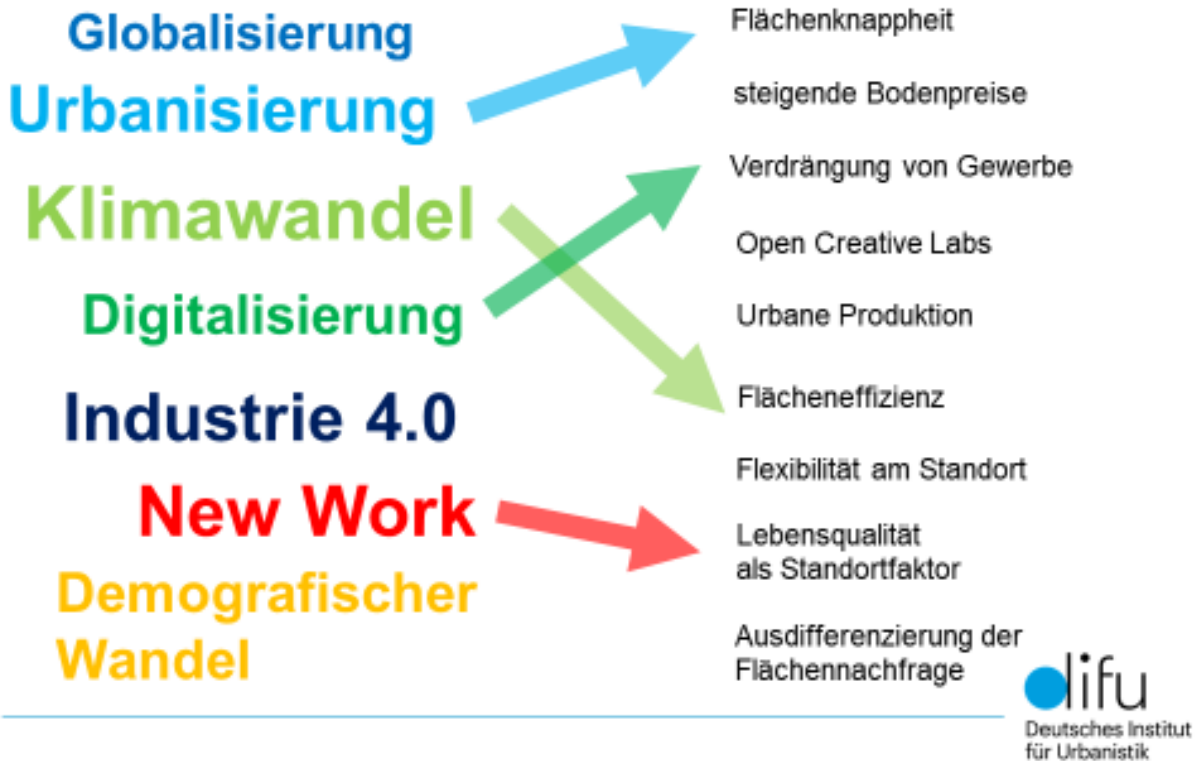 Globalisierung
Urbanisierung
Klimawandel
Digitalisierung
Industrie 4.0
New Work
Demografischer
Wandel
Flächenknappheit
steigende Bodenpreise
Verdrängung von Gewerbe
Open Creative Labs
Urbane Produktion
Flächeneffizienz
Flexibilität am Standort
Lebensqualität
als Standortfaktor
Ausdifferenzierung der
Flächennachfrage
difu
Deutsches Institut
für Urbanistik